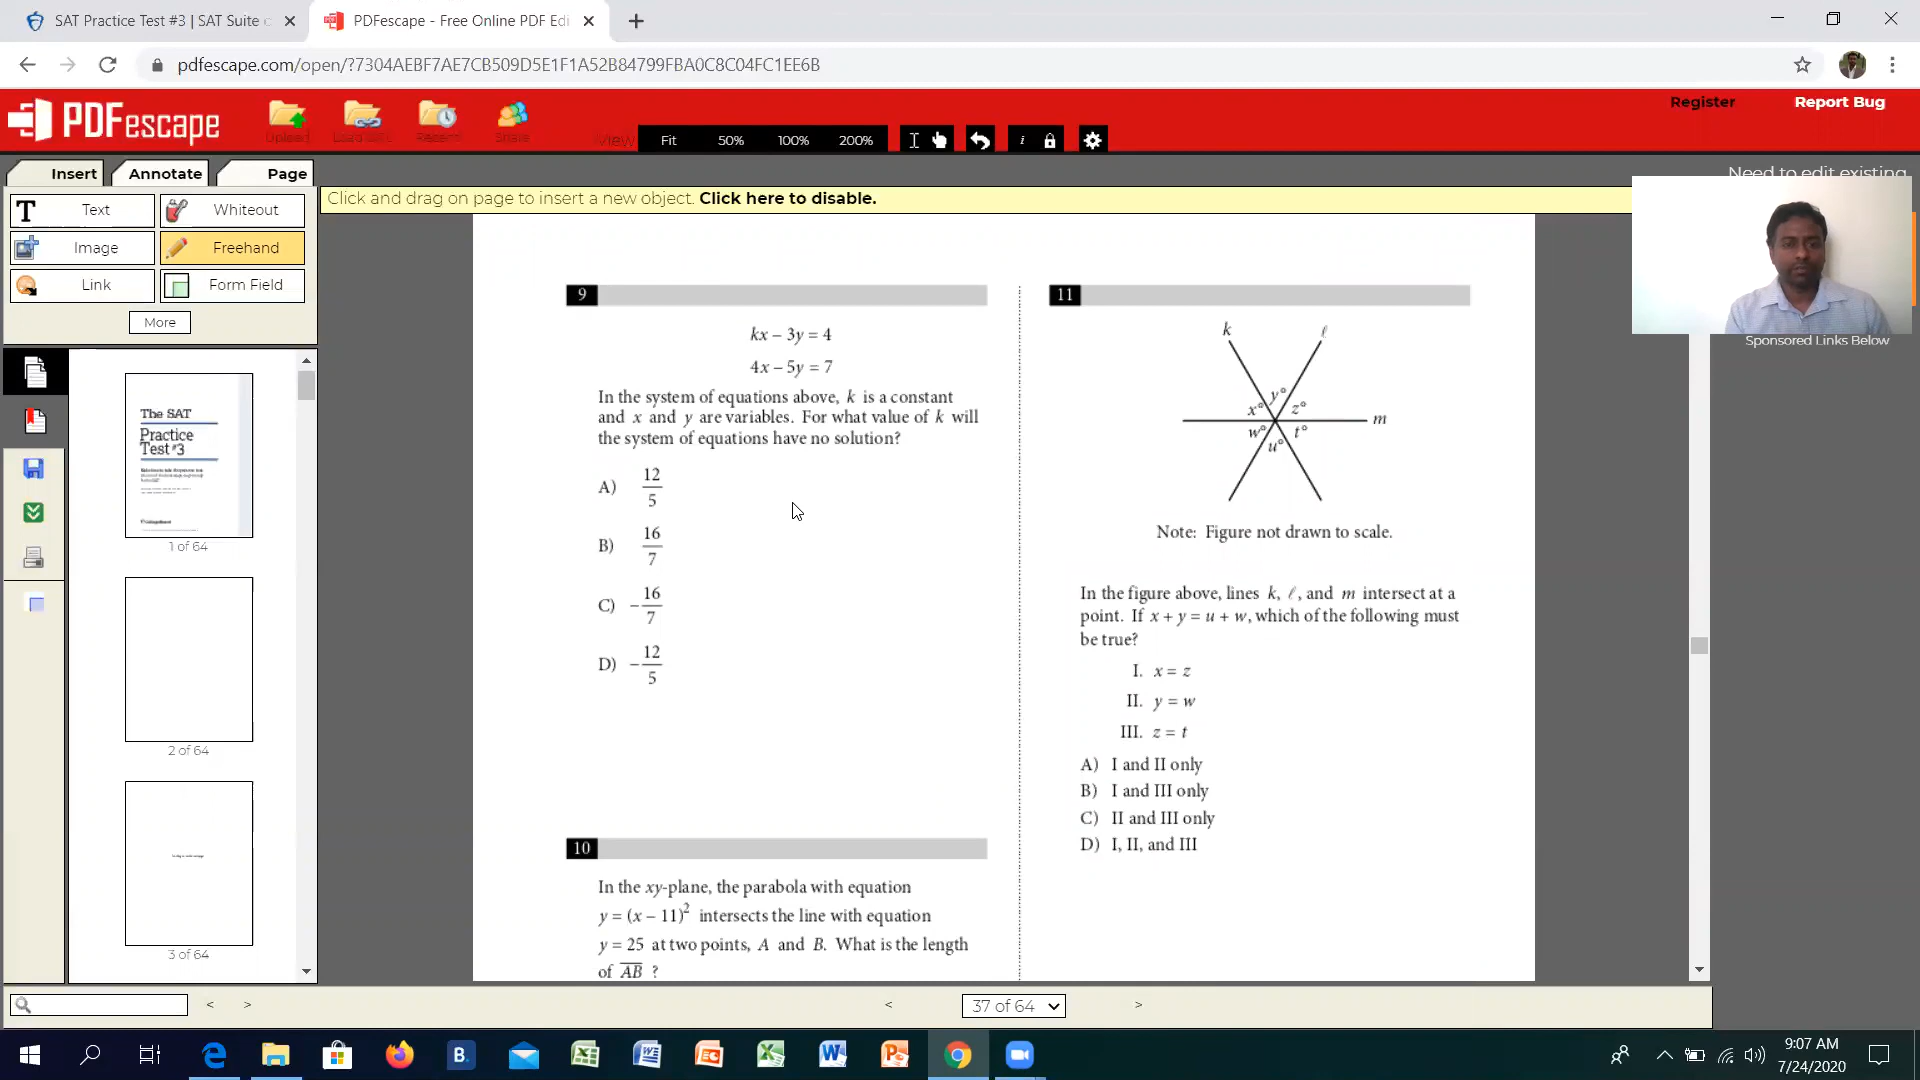 SAT Practice Test #3 | SAT Suite
PDFescape - Free Online PDF Edi
pdfescape.com/open/?7304AEBF7AE7CB509D5E1F1A52B84799FBA0C8C04FC1EE6B
PDFescape
Upload
Recent
Share
View
Fit 50% 100% 200%
Register
Report Bug
Insert Annotate Page
Need to edit existing
Click and drag on page to insert a new object. Click here to disable.
Text Whiteout
Image Freehand
Link Form Field
More
Sponsored Links Below
The SAT
Practice
Test #3
1 of 64
2 of 64
3 of 64
9
kx – 3y = 4
4x – 5y = 7
In the system of equations above, k is a constant
and x and y are variables. For what value of k will
the system of equations have no solution?
A) 12/5
B) 16/7
C) –16/7
D) –12/5
10
In the xy-plane, the parabola with equation
y = (x – 11)² intersects the line with equation
y = 25 at two points, A and B. What is the length
of AB ?
11
k ℓ
y°
x° z°
m
w° t°
u°
Note: Figure not drawn to scale.
In the figure above, lines k, ℓ, and m intersect at a
point. If x + y = u + w, which of the following must
be true?
I. x = z
II. y = w
III. z = t
A) I and II only
B) I and III only
C) II and III only
D) I, II, and III
< > < 37 of 64 >
9:07 AM
7/24/2020